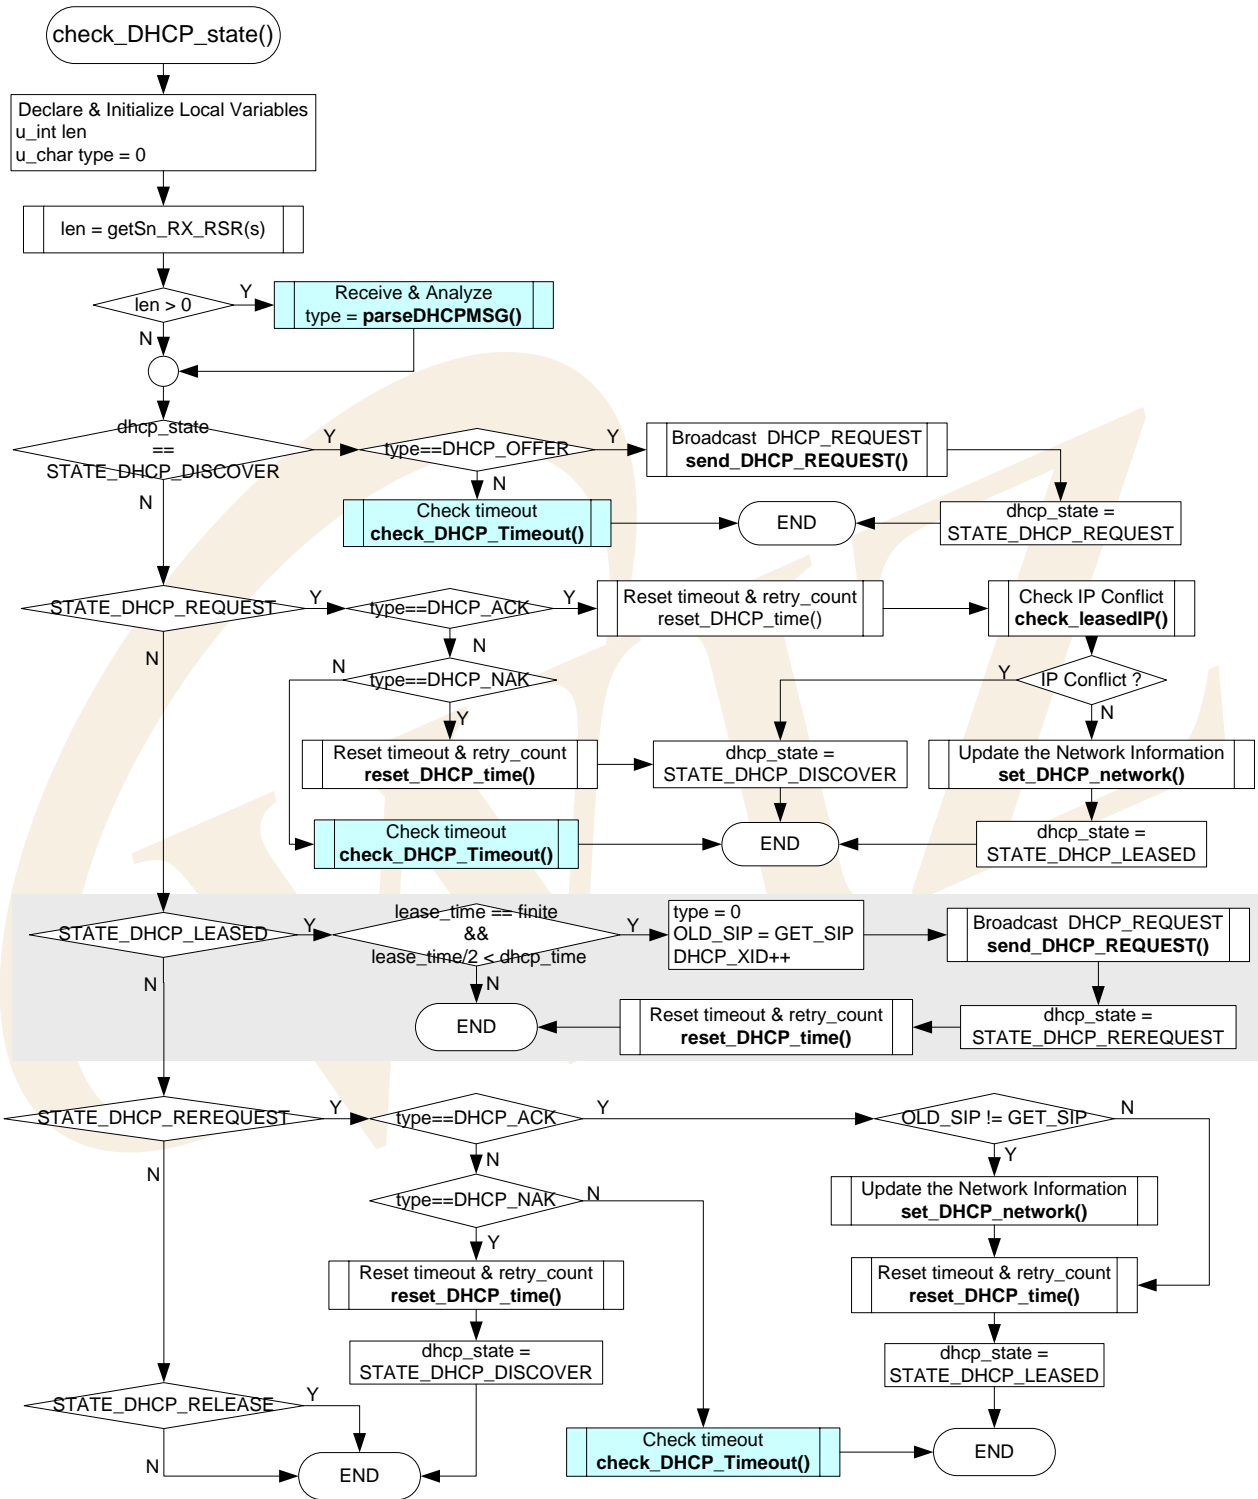 check_DHCP_state()
Declare & Initialize Local Variables
u_int len
u_char type = 0
len = getSn_RX_RSR(s)
len > 0
Y
Receive & Analyze
type = parseDHCPMSG()
N
dhcp_state
==
STATE_DHCP_DISCOVER
Y
type==DHCP_OFFER
Y
Broadcast DHCP_REQUEST
send_DHCP_REQUEST()
N
N
Check timeout
check_DHCP_Timeout()
END
dhcp_state =
STATE_DHCP_REQUEST
STATE_DHCP_REQUEST
Y
type==DHCP_ACK
Y
Reset timeout & retry_count
reset_DHCP_time()
Check IP Conflict
check_leasedIP()
N
N
N
type==DHCP_NAK
Y
IP Conflict ?
Y
N
Reset timeout & retry_count
reset_DHCP_time()
dhcp_state =
STATE_DHCP_DISCOVER
Update the Network Information
set_DHCP_network()
Check timeout
check_DHCP_Timeout()
END
dhcp_state =
STATE_DHCP_LEASED
STATE_DHCP_LEASED
Y
lease_time == finite
&&
lease_time/2 < dhcp_time
Y
type = 0
OLD_SIP = GET_SIP
DHCP_XID++
Broadcast DHCP_REQUEST
send_DHCP_REQUEST()
N
N
END
Reset timeout & retry_count
reset_DHCP_time()
dhcp_state =
STATE_DHCP_REREQUEST
STATE_DHCP_REREQUEST
Y
type==DHCP_ACK
Y
OLD_SIP != GET_SIP
N
N
N
Y
type==DHCP_NAK
N
Update the Network Information
set_DHCP_network()
Y
Reset timeout & retry_count
reset_DHCP_time()
Reset timeout & retry_count
reset_DHCP_time()
dhcp_state =
STATE_DHCP_DISCOVER
dhcp_state =
STATE_DHCP_LEASED
STATE_DHCP_RELEASE
Y
N
END
Check timeout
check_DHCP_Timeout()
END